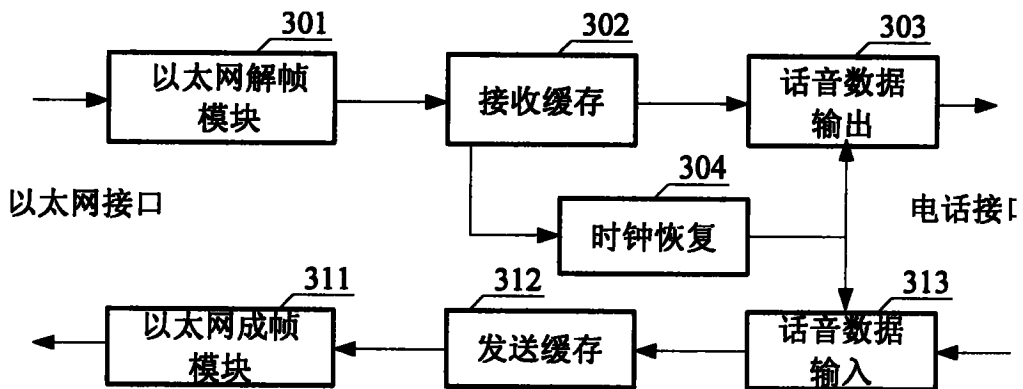 301
302
303
以太网解帧
模块
接收缓存
话音数据
输出
304
以太网接口
时钟恢复
电话接口
311
312
313
以太网成帧
模块
发送缓存
话音数据
输入